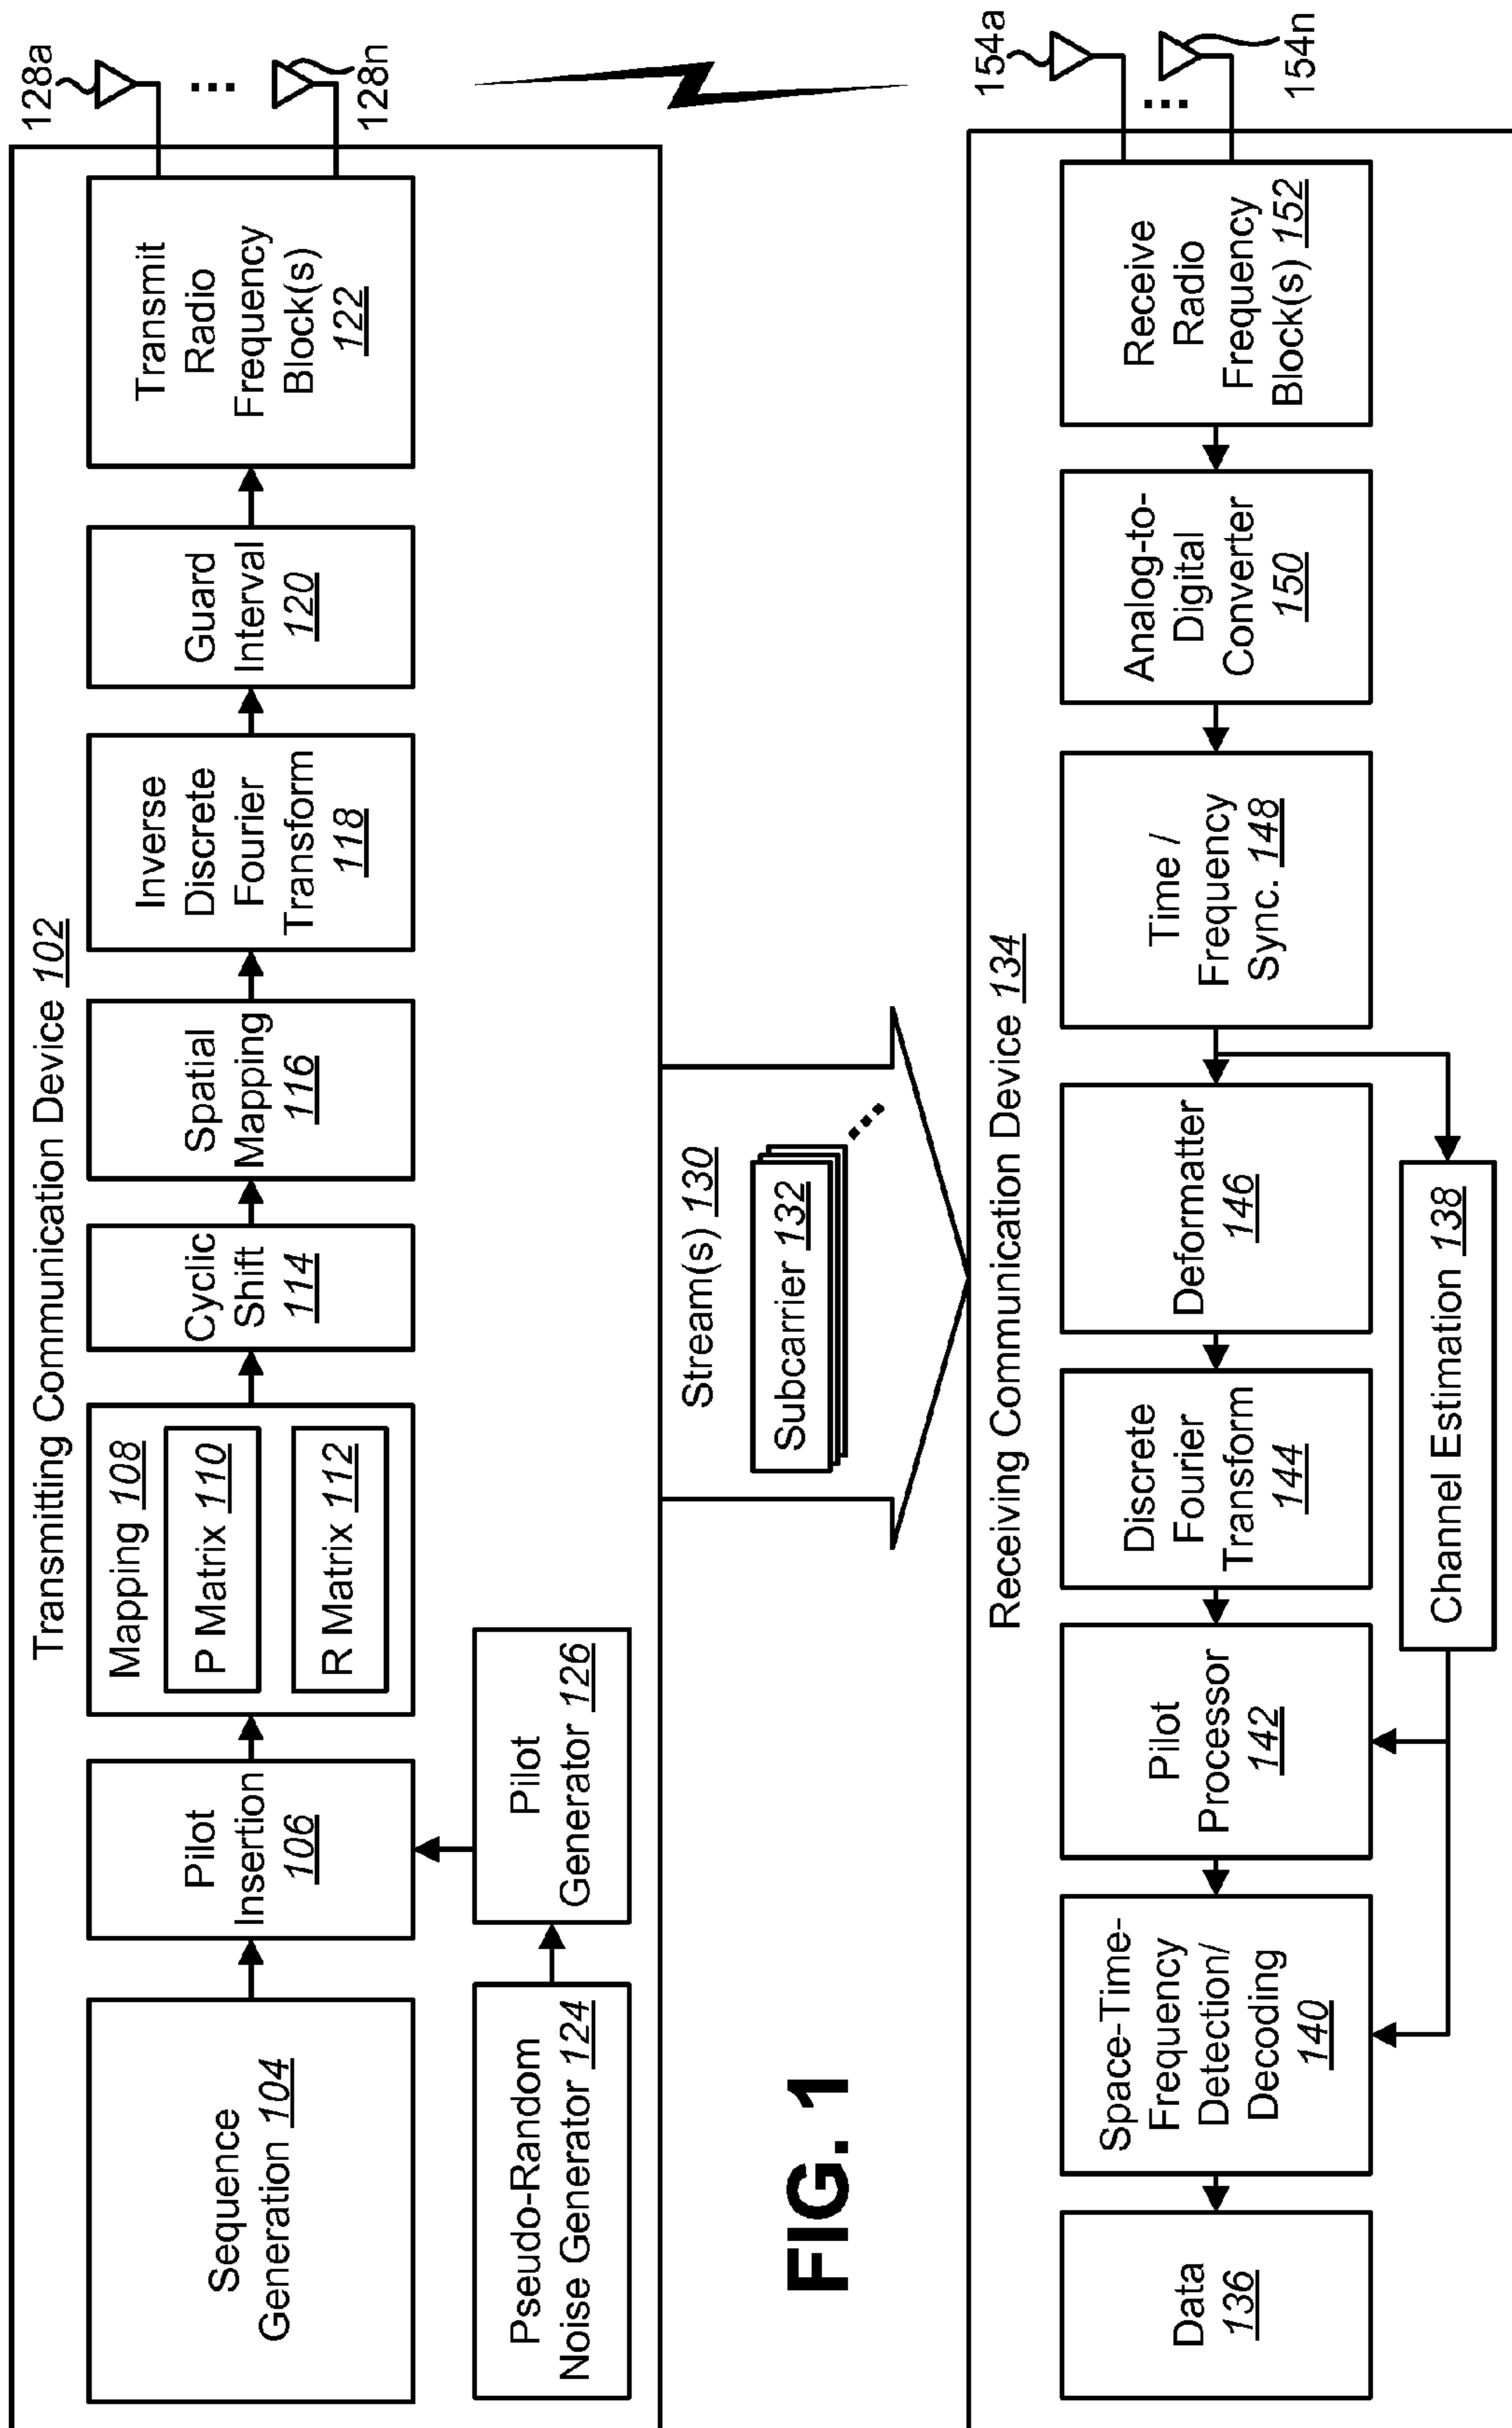 Transmitting Communication Device 102
Sequence
Generation 104
Pilot
Insertion
106
Mapping 108
P Matrix 110
R Matrix 112
Cyclic
Shift
114
Spatial
Mapping
116
Inverse
Discrete
Fourier
Transform
118
Guard
Interval
120
Transmit
Radio
Frequency
Block(s)
122
128a
...
128n
Pseudo-Random
Noise Generator 124
Pilot
Generator 126
Stream(s) 130
Subcarrier 132
...
FIG. 1
Receiving Communication Device 134
Data
136
Space-Time-
Frequency
Detection/
Decoding
140
Pilot
Processor
142
Discrete
Fourier
Transform
144
Deformatter
146
Time /
Frequency
Sync. 148
Analog-to-
Digital
Converter
150
Receive
Radio
Frequency
Block(s) 152
154a
...
154n
Channel Estimation 138